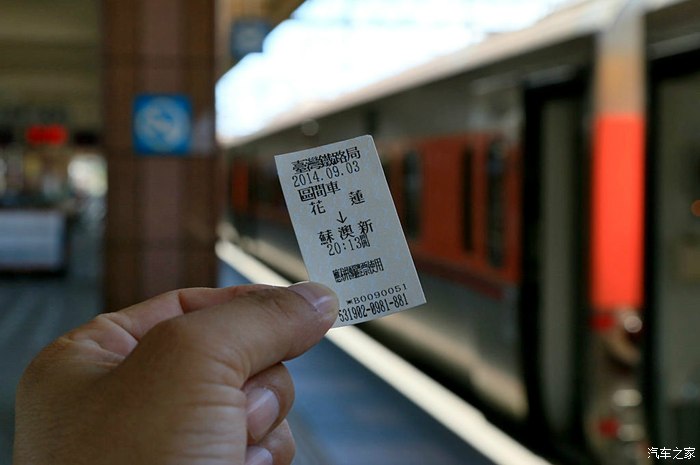 臺灣鐵路局
2014.09.03
區間車
花 蓮
↓
蘇澳新
20:13開
*B0090051
531902-0981-881
汽车之家